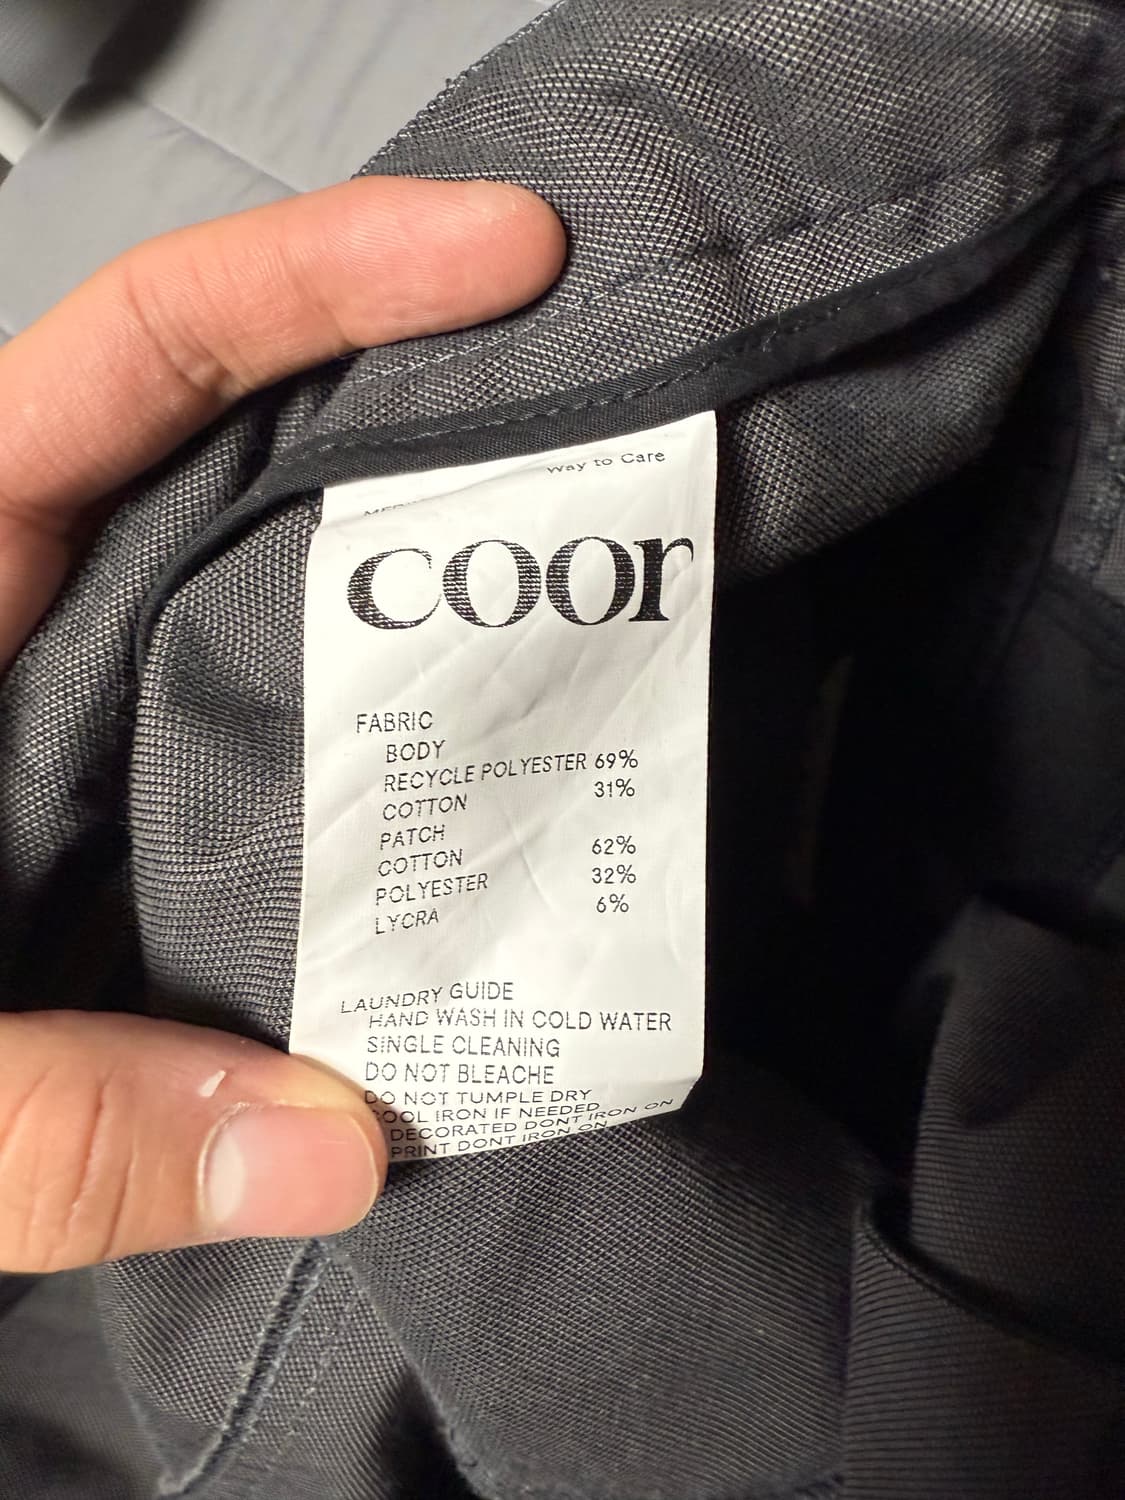 Way to Care
coor
FABRIC
BODY
RECYCLE POLYESTER 69%
COTTON 31%
PATCH
COTTON 62%
POLYESTER 32%
LYCRA 6%
LAUNDRY GUIDE
HAND WASH IN COLD WATER
SINGLE CLEANING
DO NOT BLEACHE
DO NOT TUMPLE DRY
COOL IRON IF NEEDED
DECORATED DONT IRON ON
PRINT DONT IRON ON